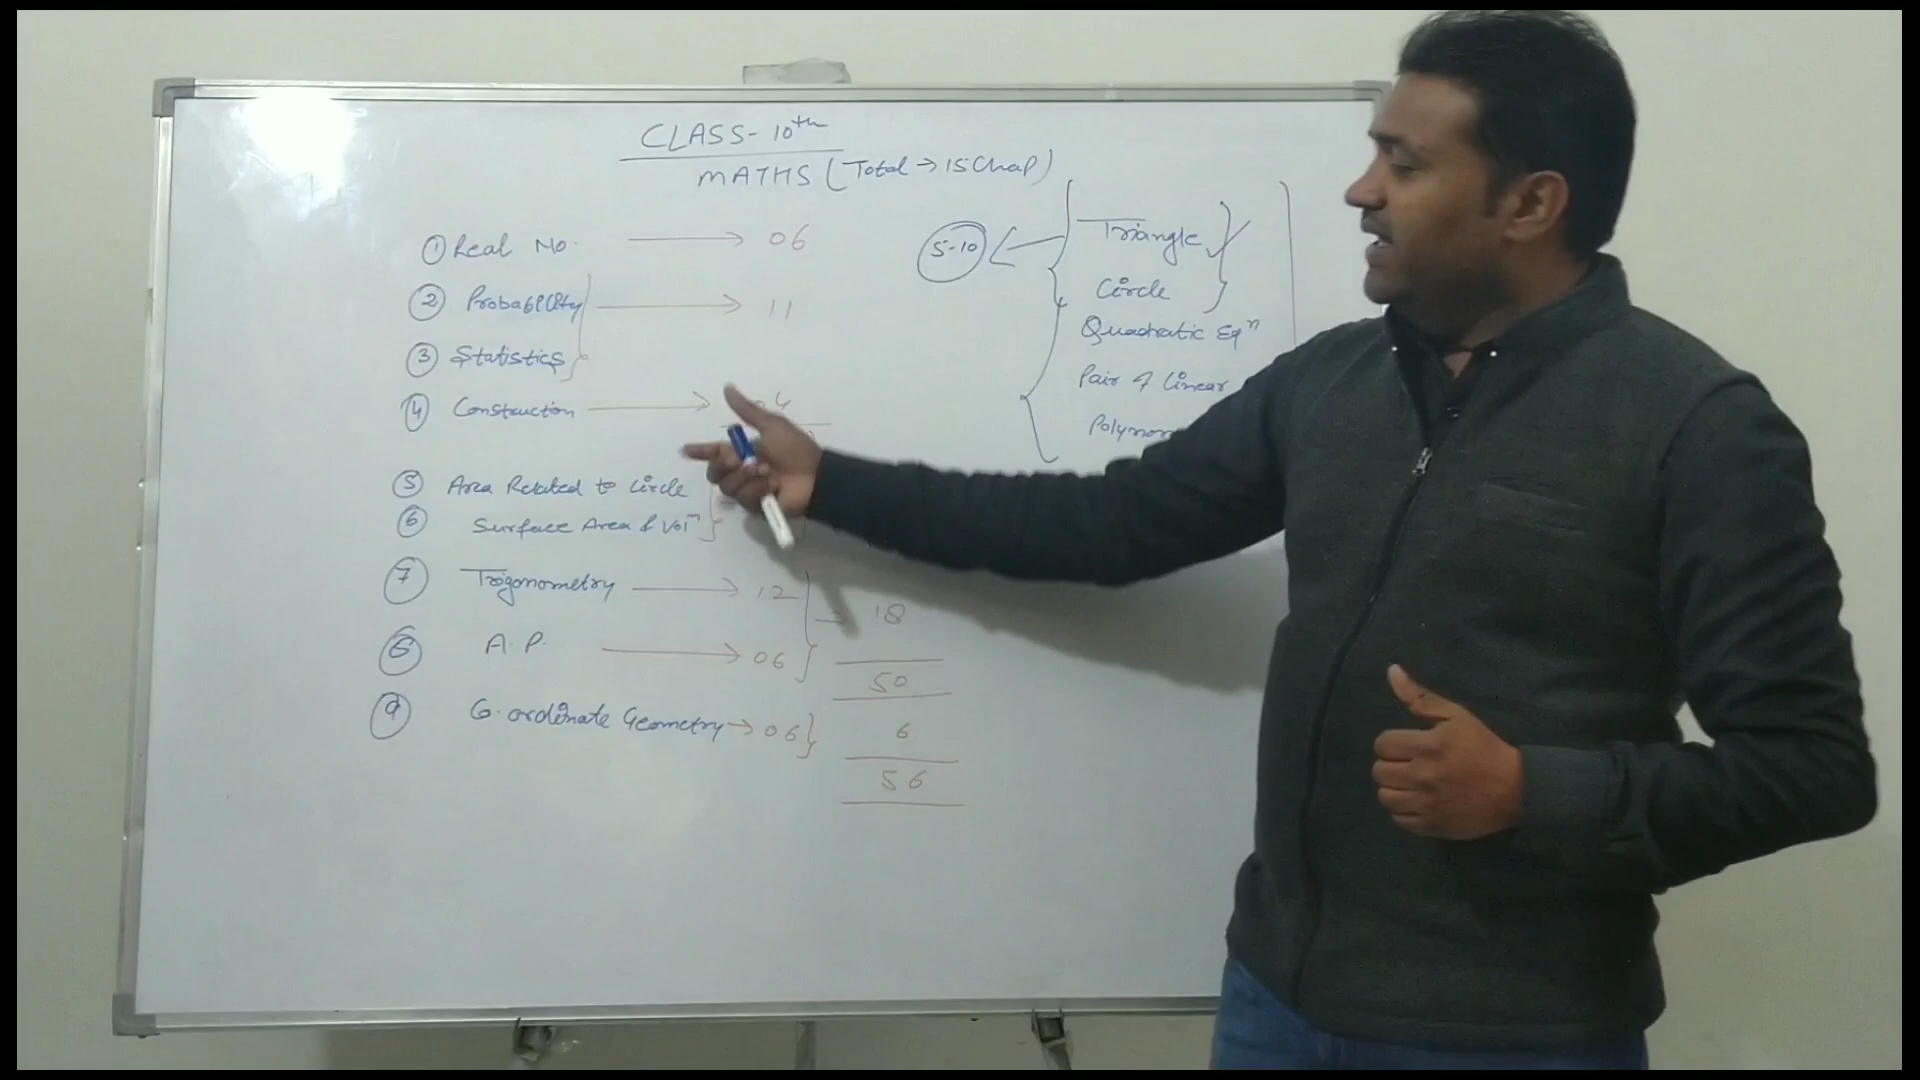 CLASS-10th
MATHS (Total → 15 Chap)
① Real No. → 06
② Probability → 11
③ Statistics
④ Construction → 04
⑤ Area Related to Circle
⑥ Surface Area & Vol^n
⑦ Trigonometry → 12 → 18
⑧ A.P. → 06
50
⑨ Co-ordinate Geometry → 06 6
56
5-10
Triangle
Circle
Quadratic Eq^n
Pair of Linear